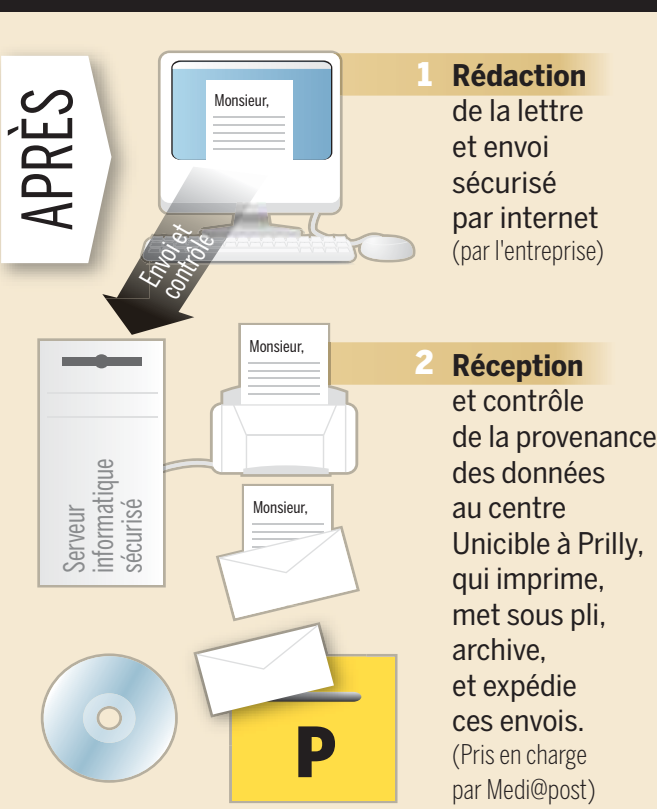 APRÈS
Monsieur,
Envoi et
contrôle
1 Rédaction
de la lettre
et envoi
sécurisé
par internet
(par l'entreprise)
Serveur
informatique
sécurisé
Monsieur,
Monsieur,
P
2 Réception
et contrôle
de la provenance
des données
au centre
Unicible à Prilly,
qui imprime,
met sous pli,
archive,
et expédie
ces envois.
(Pris en charge
par Medi@post)